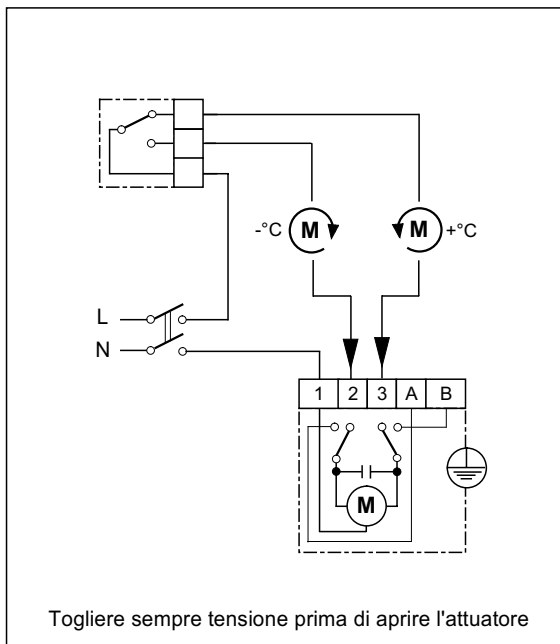 -°C M M +°C
L
N
1 2 3 A B
M
Togliere sempre tensione prima di aprire l'attuatore